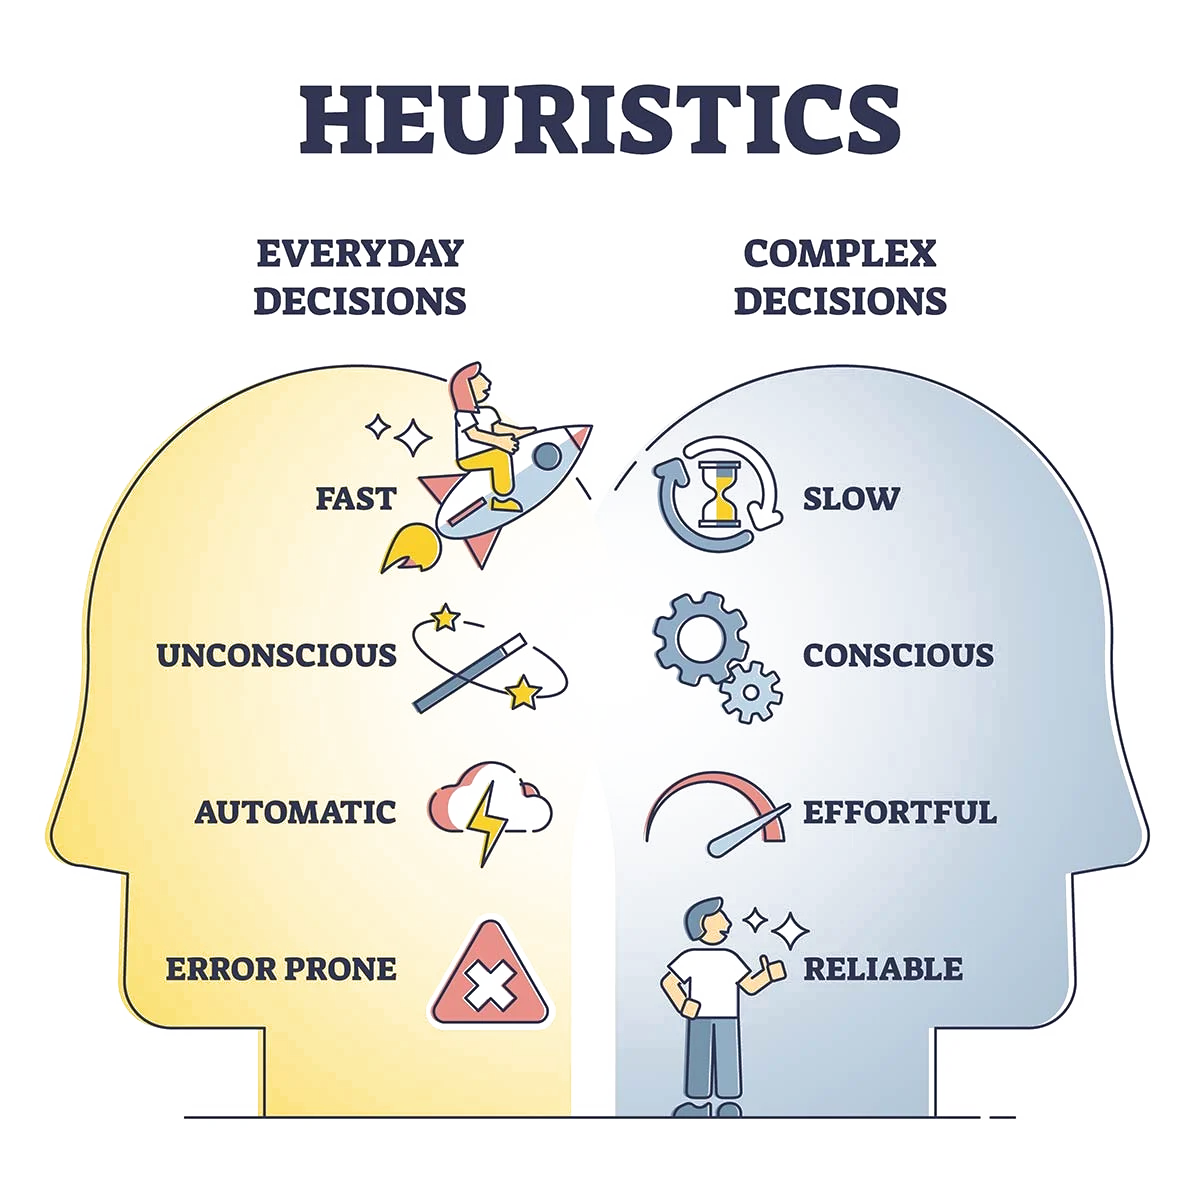 HEURISTICS
EVERYDAY
DECISIONS
FAST
UNCONSCIOUS
AUTOMATIC
ERROR PRONE
COMPLEX
DECISIONS
SLOW
CONSCIOUS
EFFORTFUL
RELIABLE